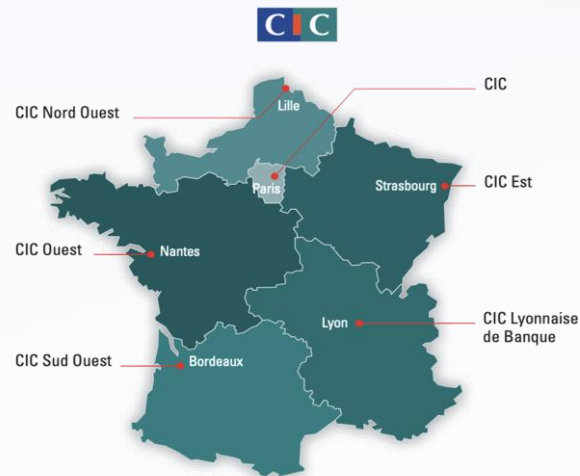 CIC
CIC
CIC Nord Ouest
Lille
Paris
Strasbourg
CIC Est
CIC Ouest
Nantes
Lyon
CIC Lyonnaise
de Banque
CIC Sud Ouest
Bordeaux